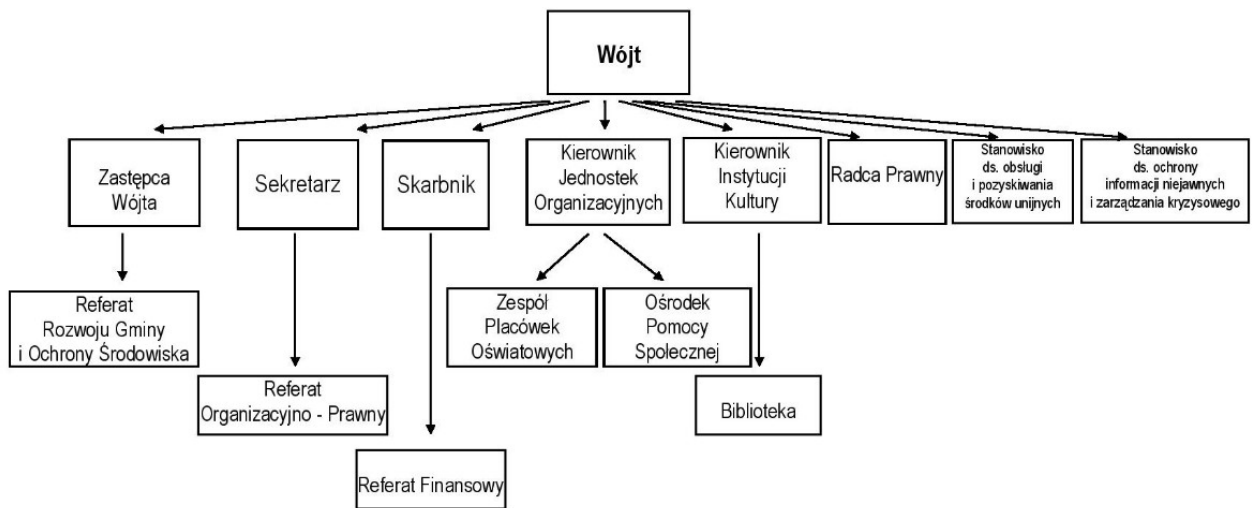 Wójt
Zastępca
Wójta
Sekretarz
Skarbnik
Kierownik
Jednostek
Organizacyjnych
Kierownik
Instytucji
Kultury
Radca Prawny
Stanowisko
ds. obsługi
i pozyskiwania
środków unijnych
Stanowisko
ds. ochrony
informacji niejawnych
i zarządzania kryzysowego
Referat
Rozwoju Gminy
i Ochrony Środowiska
Zespół
Placówek
Oświatowych
Ośrodek
Pomocy
Społecznej
Referat
Organizacyjno - Prawny
Biblioteka
Referat Finansowy